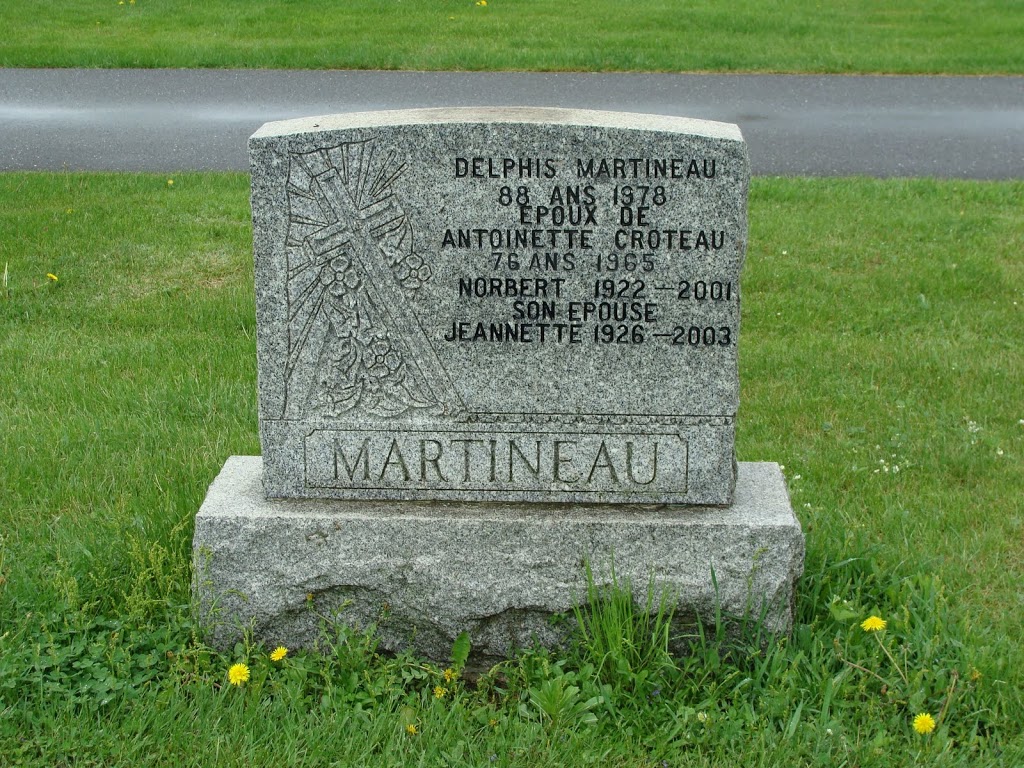 DELPHIS MARTINEAU
88 ANS 1978
EPOUX DE
ANTOINETTE CROTEAU
76 ANS 1965
NORBERT 1922—2001
SON EPOUSE
JEANNETTE 1926—2003
MARTINEAU